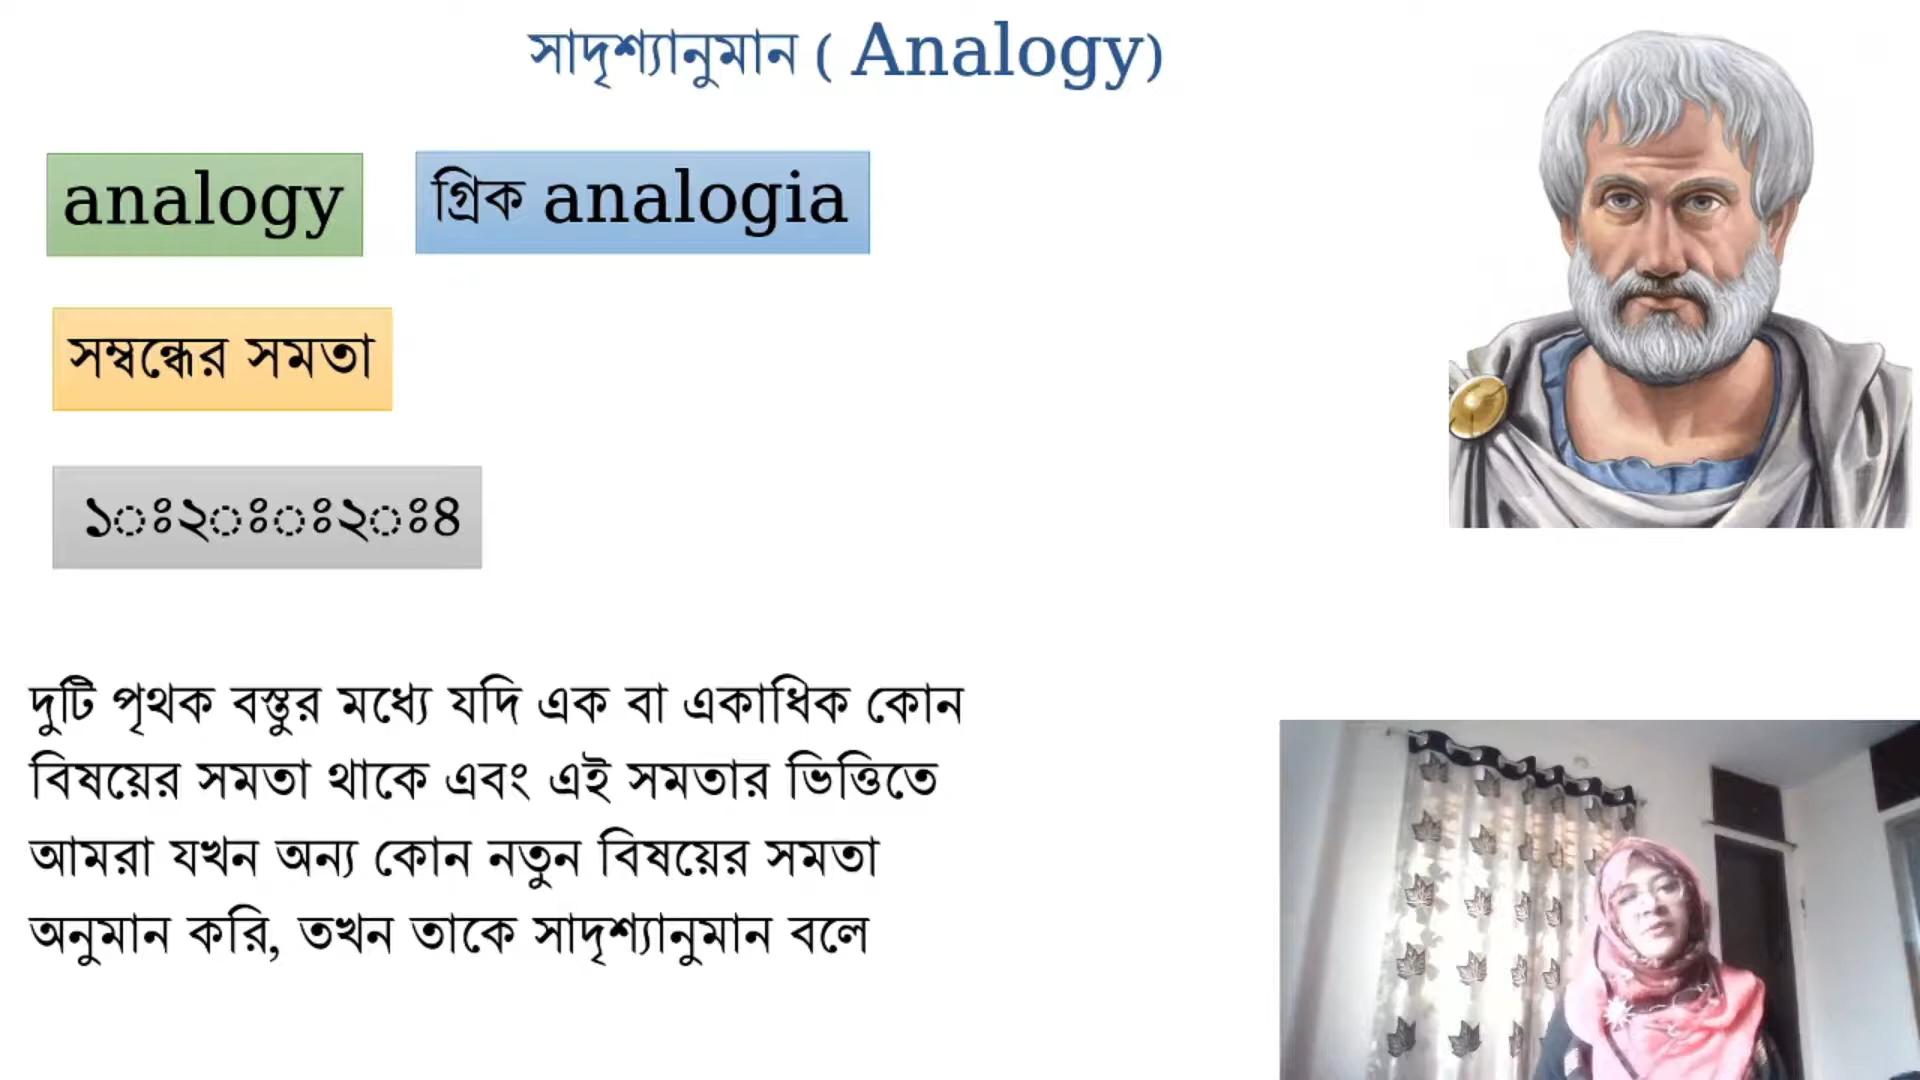 সাদৃশ্যানুমান ( Analogy)
analogy
গ্রিক analogia
সম্বন্ধের সমতা
১ঃ২ঃঃ২ঃ৪
দুটি পৃথক বস্তুর মধ্যে যদি এক বা একাধিক কোন
বিষয়ের সমতা থাকে এবং এই সমতার ভিত্তিতে
আমরা যখন অন্য কোন নতুন বিষয়ের সমতা
অনুমান করি, তখন তাকে সাদৃশ্যানুমান বলে